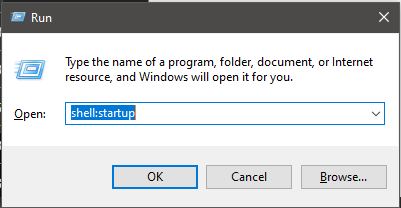 Run
Type the name of a program, folder, document, or Internet
resource, and Windows will open it for you.
Open: shell:startup
OK Cancel Browse...